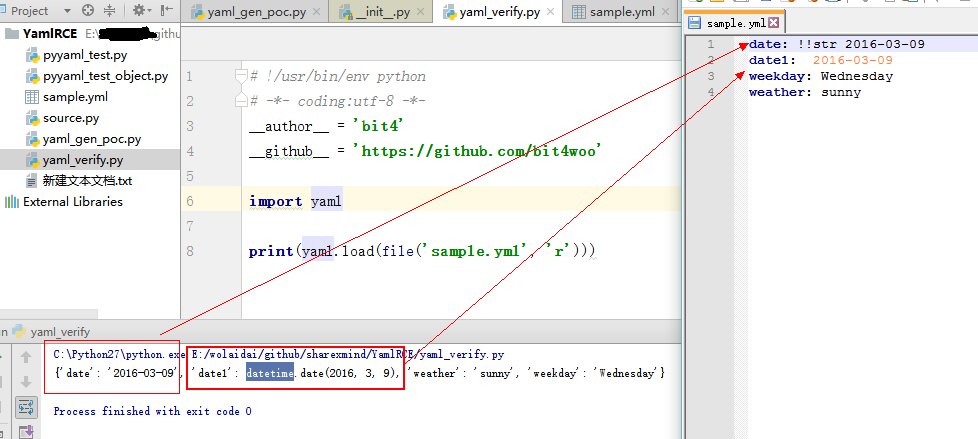 Project
yaml_gen_poc.py
__init__.py
yaml_verify.py
sample.yml
YamlRCE E:\
githu
pyyaml_test.py
pyyaml_test_object.py
sample.yml
source.py
yaml_gen_poc.py
yaml_verify.py
新建文本文档.txt
External Libraries
1 # !/usr/bin/env python
2 # -*- coding:utf-8 -*-
3 __author__ = 'bit4'
4 __github__ = 'https://github.com/bit4woo'
5
6 import yaml
7
8 print(yaml.load(file('sample.yml', 'r')))
sample.yml
1 date: !!str 2016-03-09
2 date1:  2016-03-09
3 weekday: Wednesday
4 weather: sunny
n yaml_verify
C:\Python27\python.exe E:/wolaidai/github/sharexmind/YamlRCE/yaml_verify.py
{'date': '2016-03-09', 'date1': datetime.date(2016, 3, 9), 'weather': 'sunny', 'weekday': 'Wednesday'}
Process finished with exit code 0